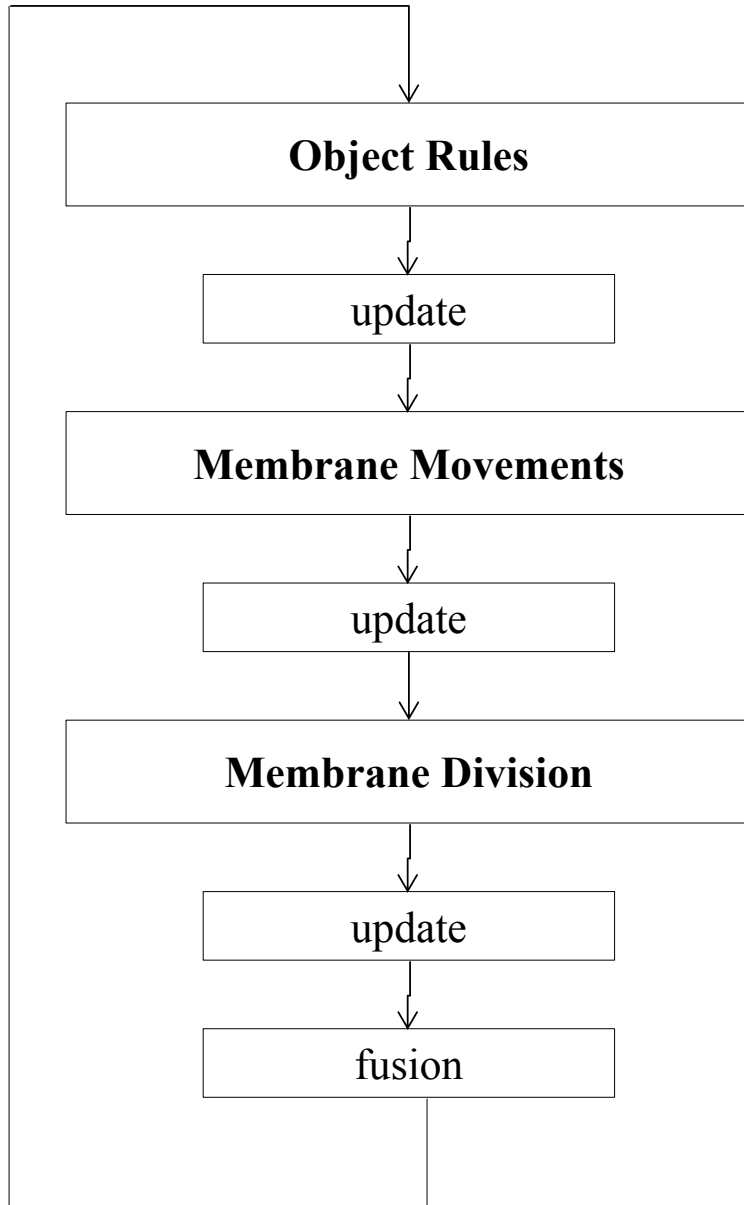 Object Rules
update
Membrane Movements
update
Membrane Division
update
fusion